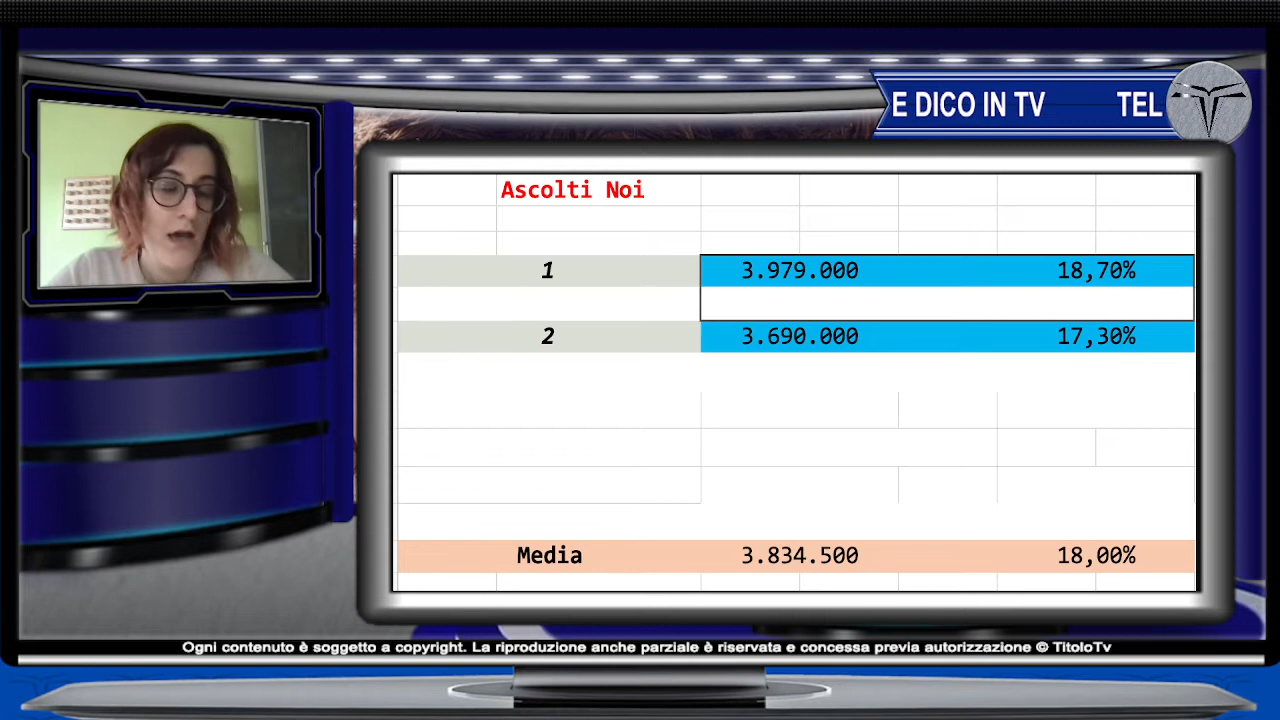 E DICO IN TV TEL
Ascolti Noi
1 3.979.000 18,70%
2 3.690.000 17,30%
Media 3.834.500 18,00%
Ogni contenuto è soggetto a copyright. La riproduzione anche parziale è riservata e concessa previa autorizzazione © TitoloTv